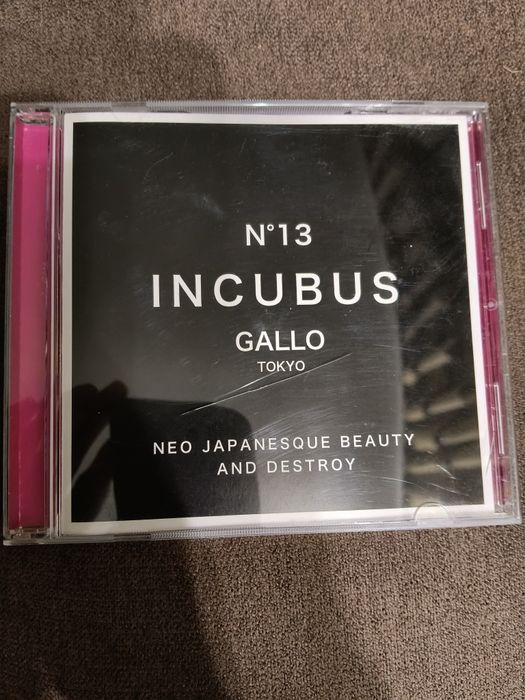 N°13
INCUBUS
GALLO
TOKYO
NEO JAPANESQUE BEAUTY
AND DESTROY